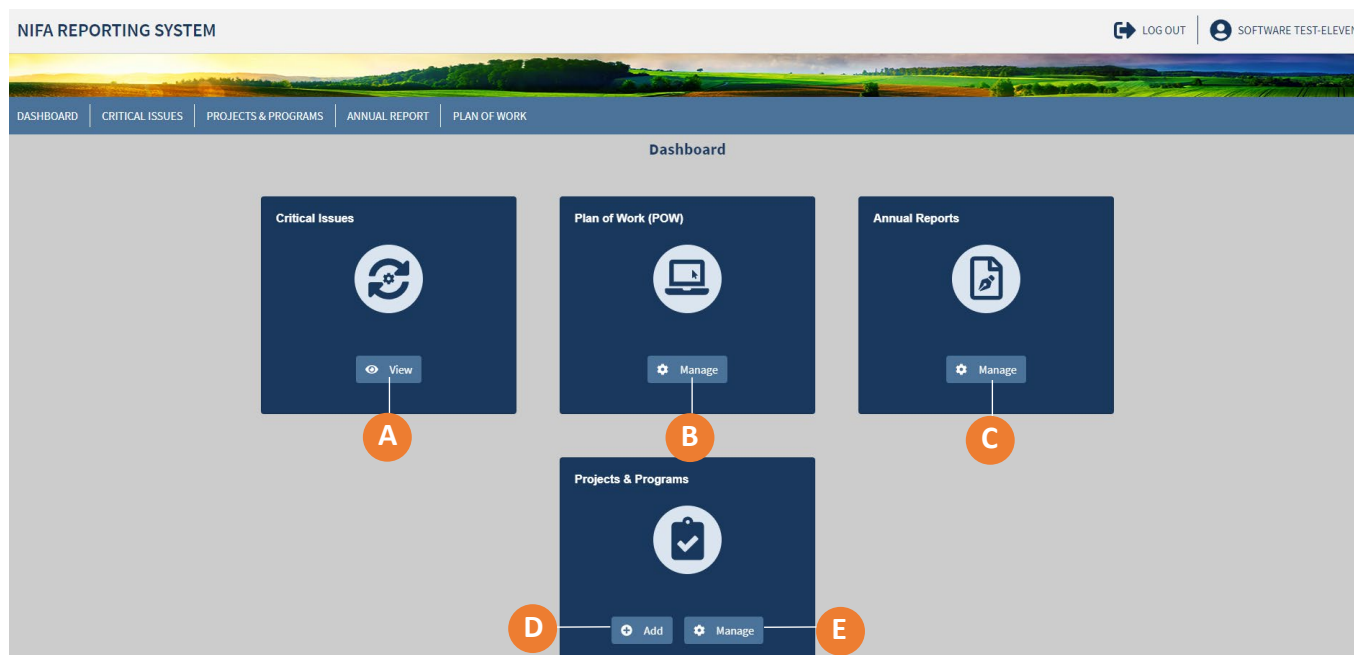 NIFA REPORTING SYSTEM
LOG OUT
SOFTWARE TEST-ELEVEN
DASHBOARD
CRITICAL ISSUES
PROJECTS & PROGRAMS
ANNUAL REPORT
PLAN OF WORK
Dashboard
Critical Issues
Plan of Work (POW)
Annual Reports
View
Manage
Manage
A
B
C
Projects & Programs
D
Add
Manage
E